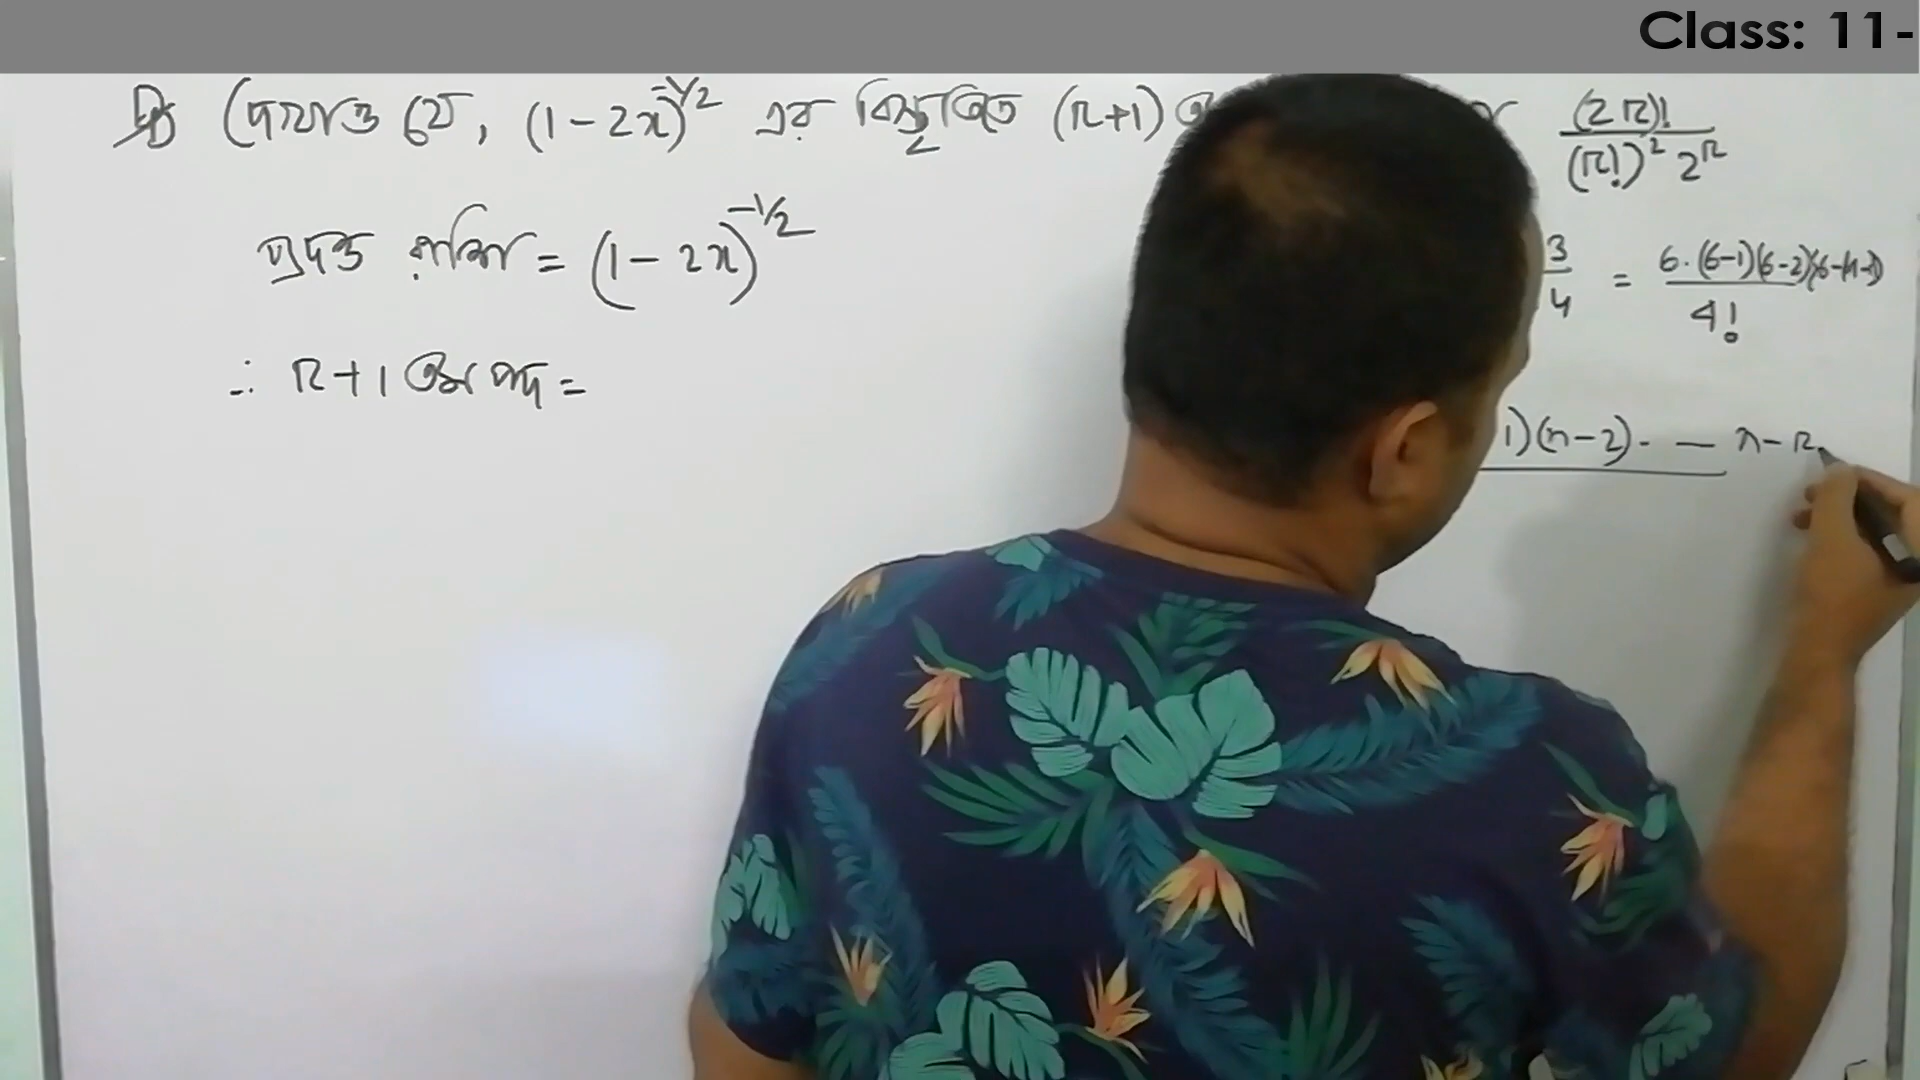 Class: 11-
দেখাও যে, (1-2x)^{-1/2} এর বিস্তৃতিতে (r+1) (2r)!/(r!)² 2^r
প্রদত্ত রাশি = (1-2x)^{-1/2}
3/4 = 6.(6-1)(6-2)(6-(4-1))/4!
∴ r+1 তম পদ =
1)(n-2)- — n-r